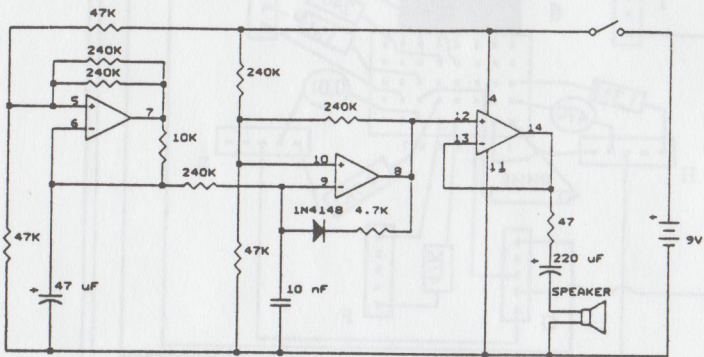 47K
240K
240K
5
+
7
6
-
10K
240K
47K
+
47 uF
240K
240K
10
+
8
9
-
1N4148
4.7K
47K
10 nF
4
12
+
14
13
-
11
47
+
220 uF
SPEAKER
+
9V